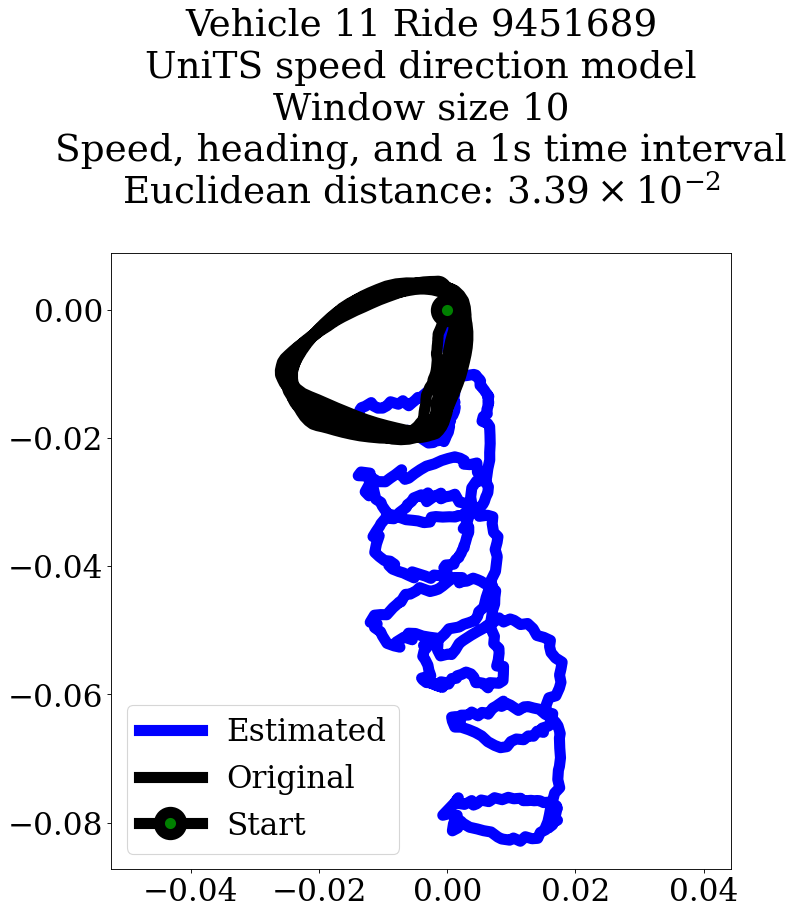 Vehicle 11 Ride 9451689
UniTS speed direction model
Window size 10
Speed, heading, and a 1s time interval
Euclidean distance: 3.39 × 10⁻²
0.00
−0.02
−0.04
−0.06
−0.08
Estimated
Original
Start
−0.04 −0.02 0.00 0.02 0.04